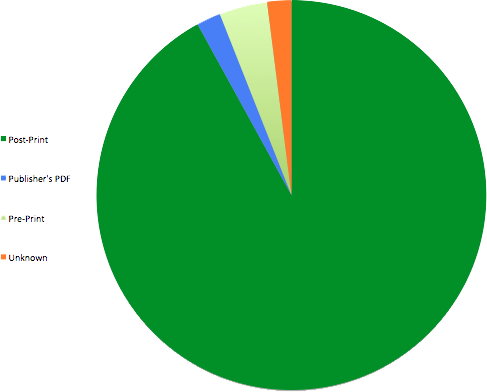 Post-Print
Publisher's PDF
Pre-Print
Unknown